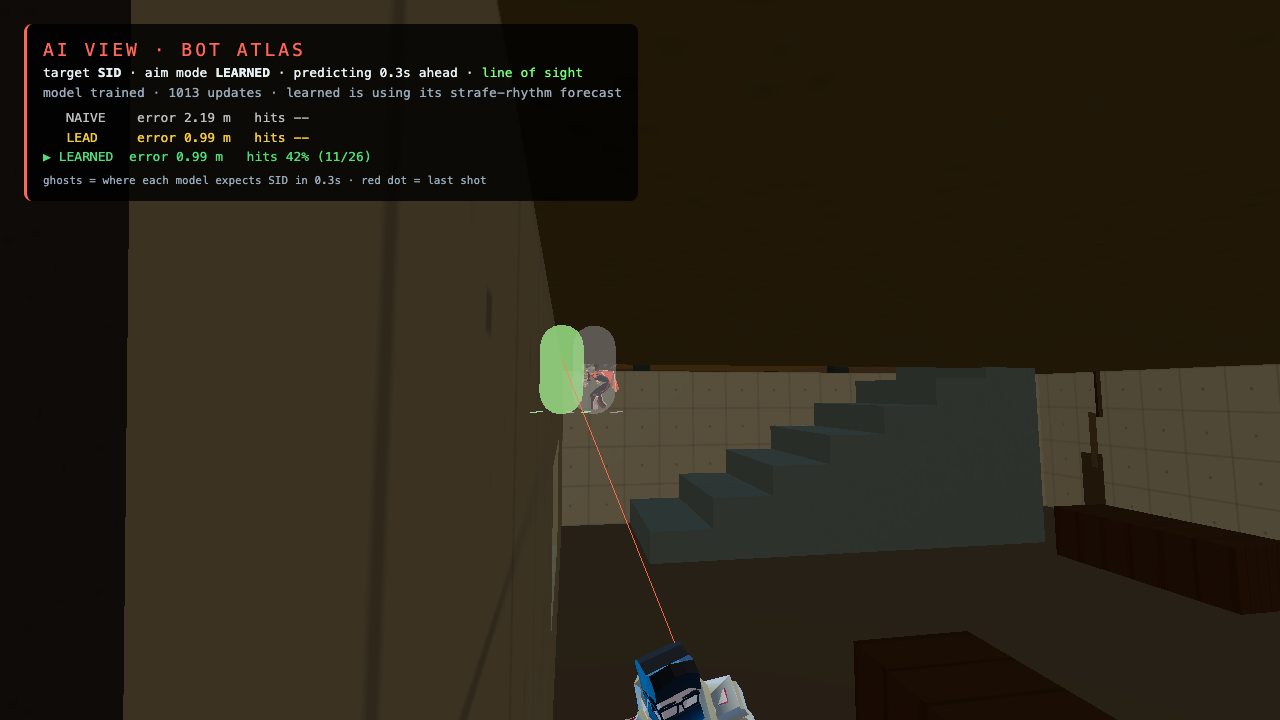 AI VIEW · BOT ATLAS
target SID · aim mode LEARNED · predicting 0.3s ahead · line of sight
model trained · 1013 updates · learned is using its strafe-rhythm forecast
NAIVE error 2.19 m hits --
LEAD error 0.99 m hits --
▶ LEARNED error 0.99 m hits 42% (11/26)
ghosts = where each model expects SID in 0.3s · red dot = last shot